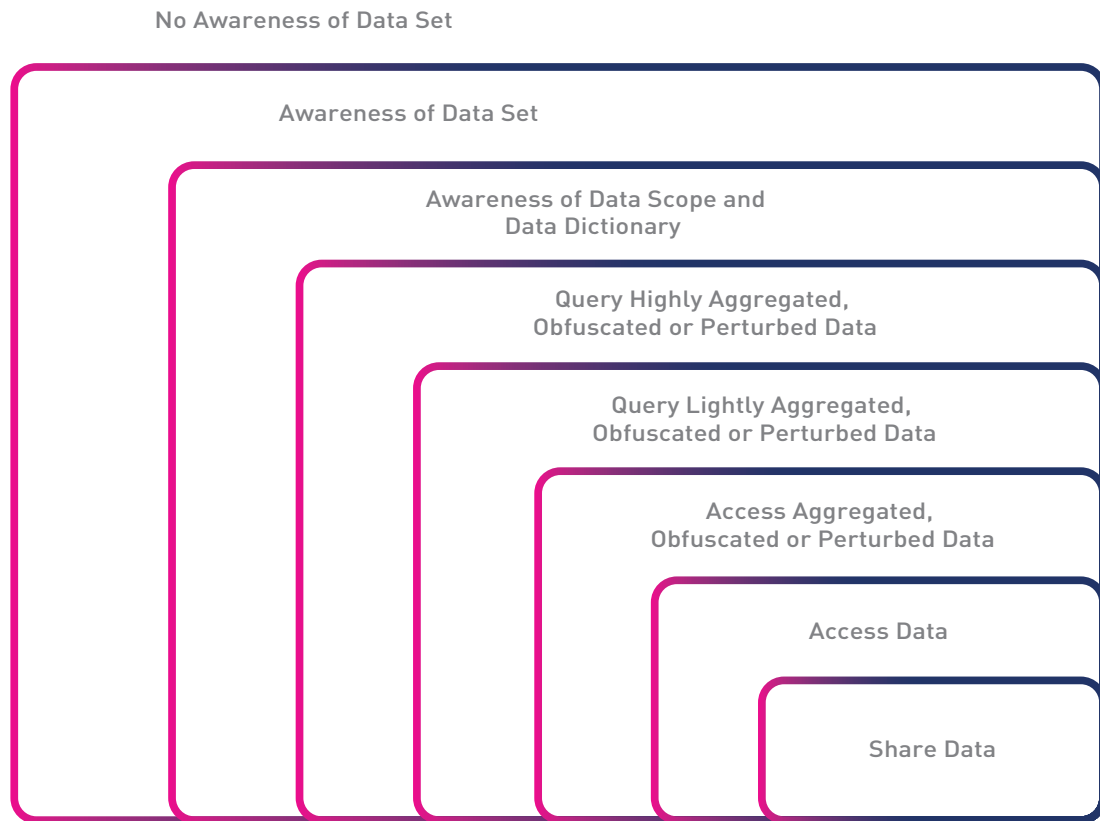 No Awareness of Data Set
Awareness of Data Set
Awareness of Data Scope and
Data Dictionary
Query Highly Aggregated,
Obfuscated or Perturbed Data
Query Lightly Aggregated,
Obfuscated or Perturbed Data
Access Aggregated,
Obfuscated or Perturbed Data
Access Data
Share Data